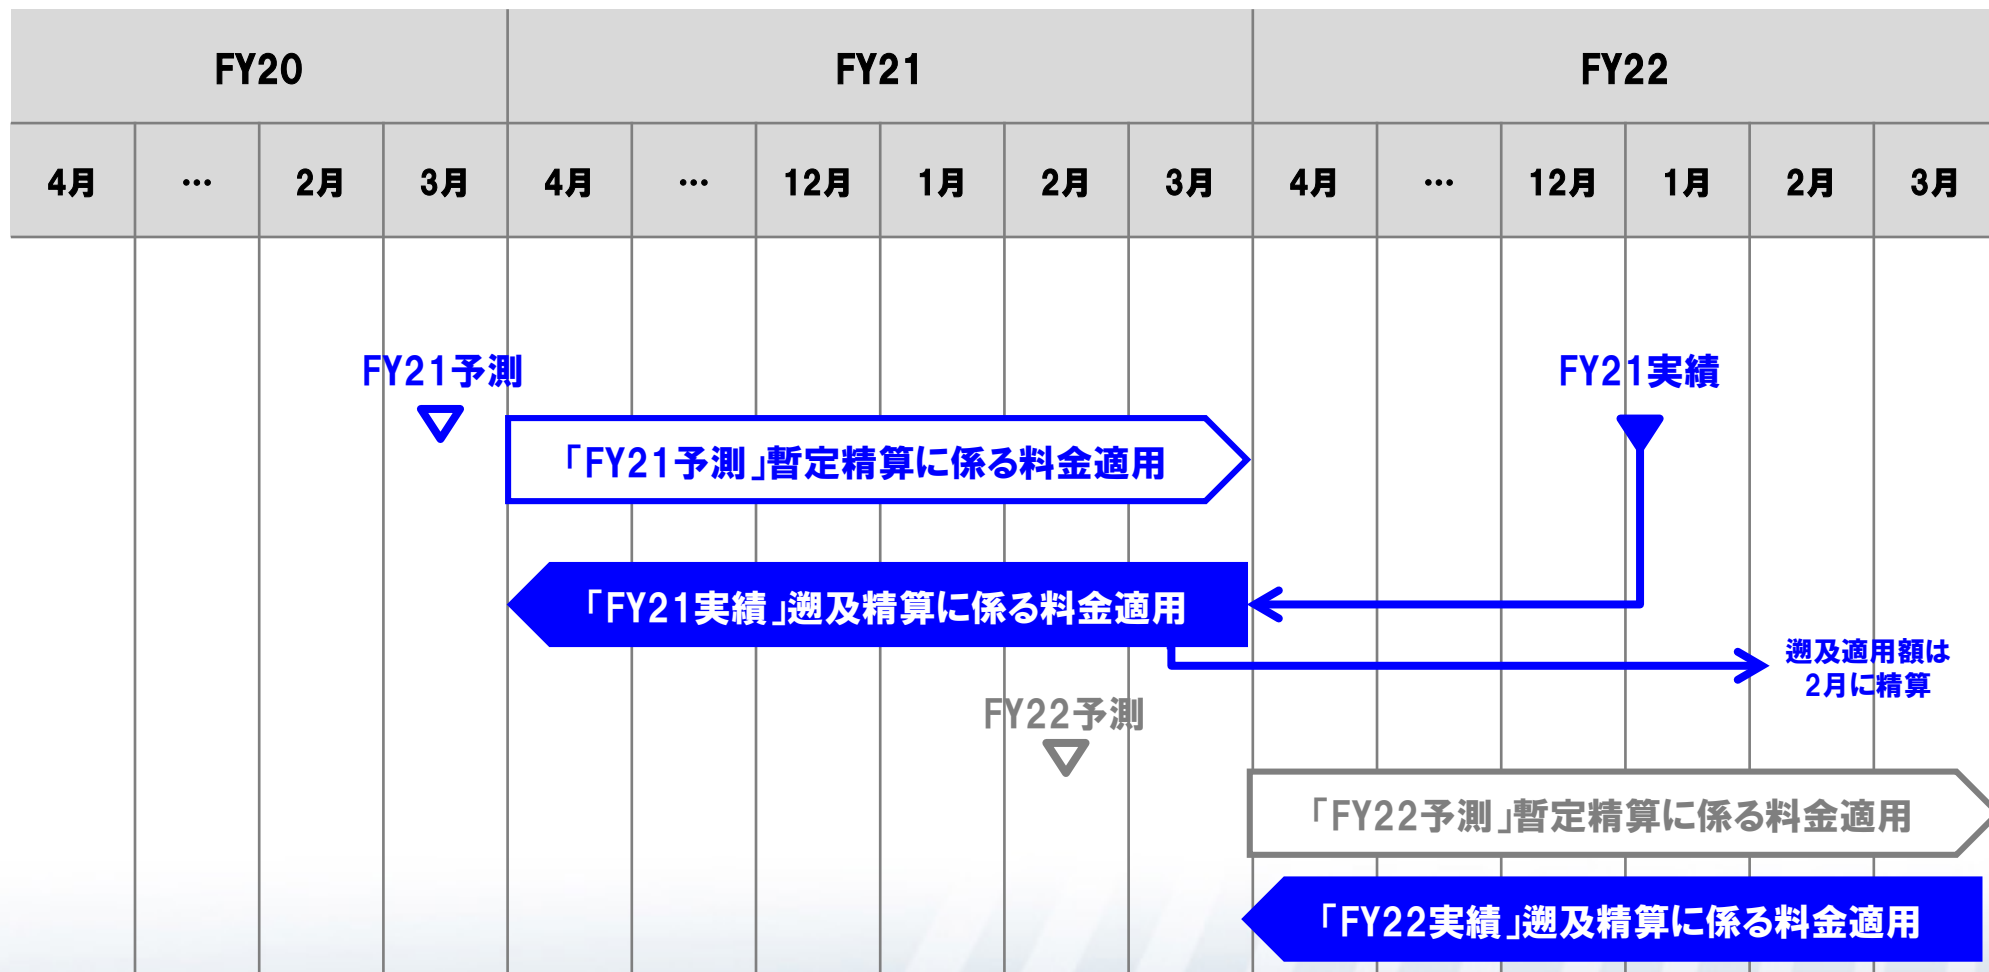 FY20 FY21 FY22
4月 … 2月 3月 4月 … 12月 1月 2月 3月 4月 … 12月 1月 2月 3月
FY21予測
FY21実績
「FY21予測」暫定精算に係る料金適用
「FY21実績」遡及精算に係る料金適用
遡及適用額は
2月に精算
FY22予測
「FY22予測」暫定精算に係る料金適用
「FY22実績」遡及精算に係る料金適用